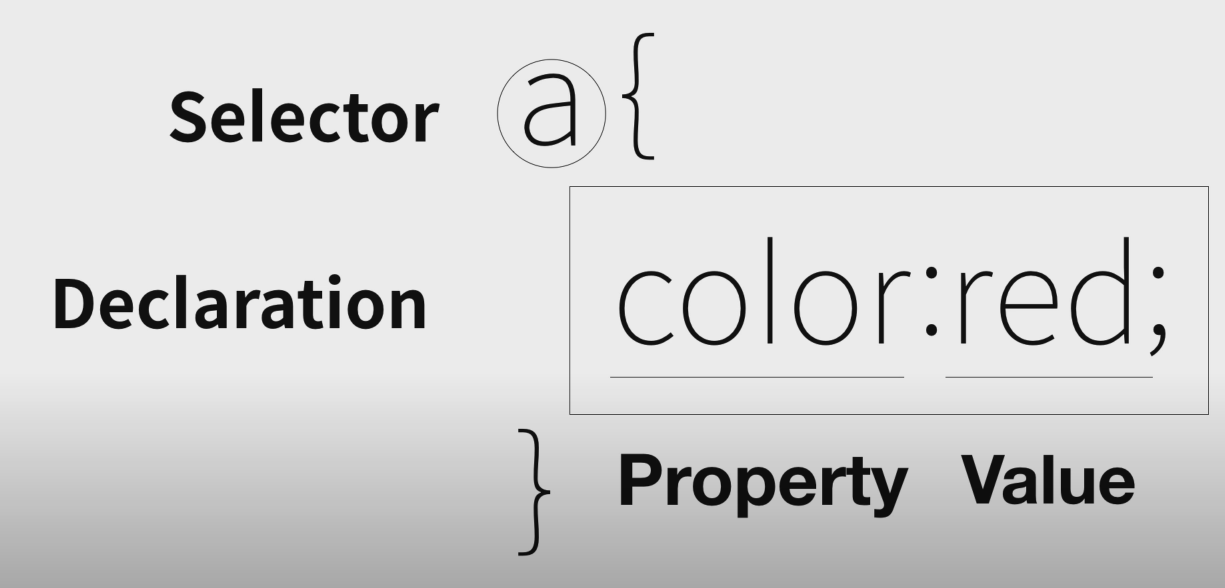 Selector a{
Declaration color:red;
} Property Value